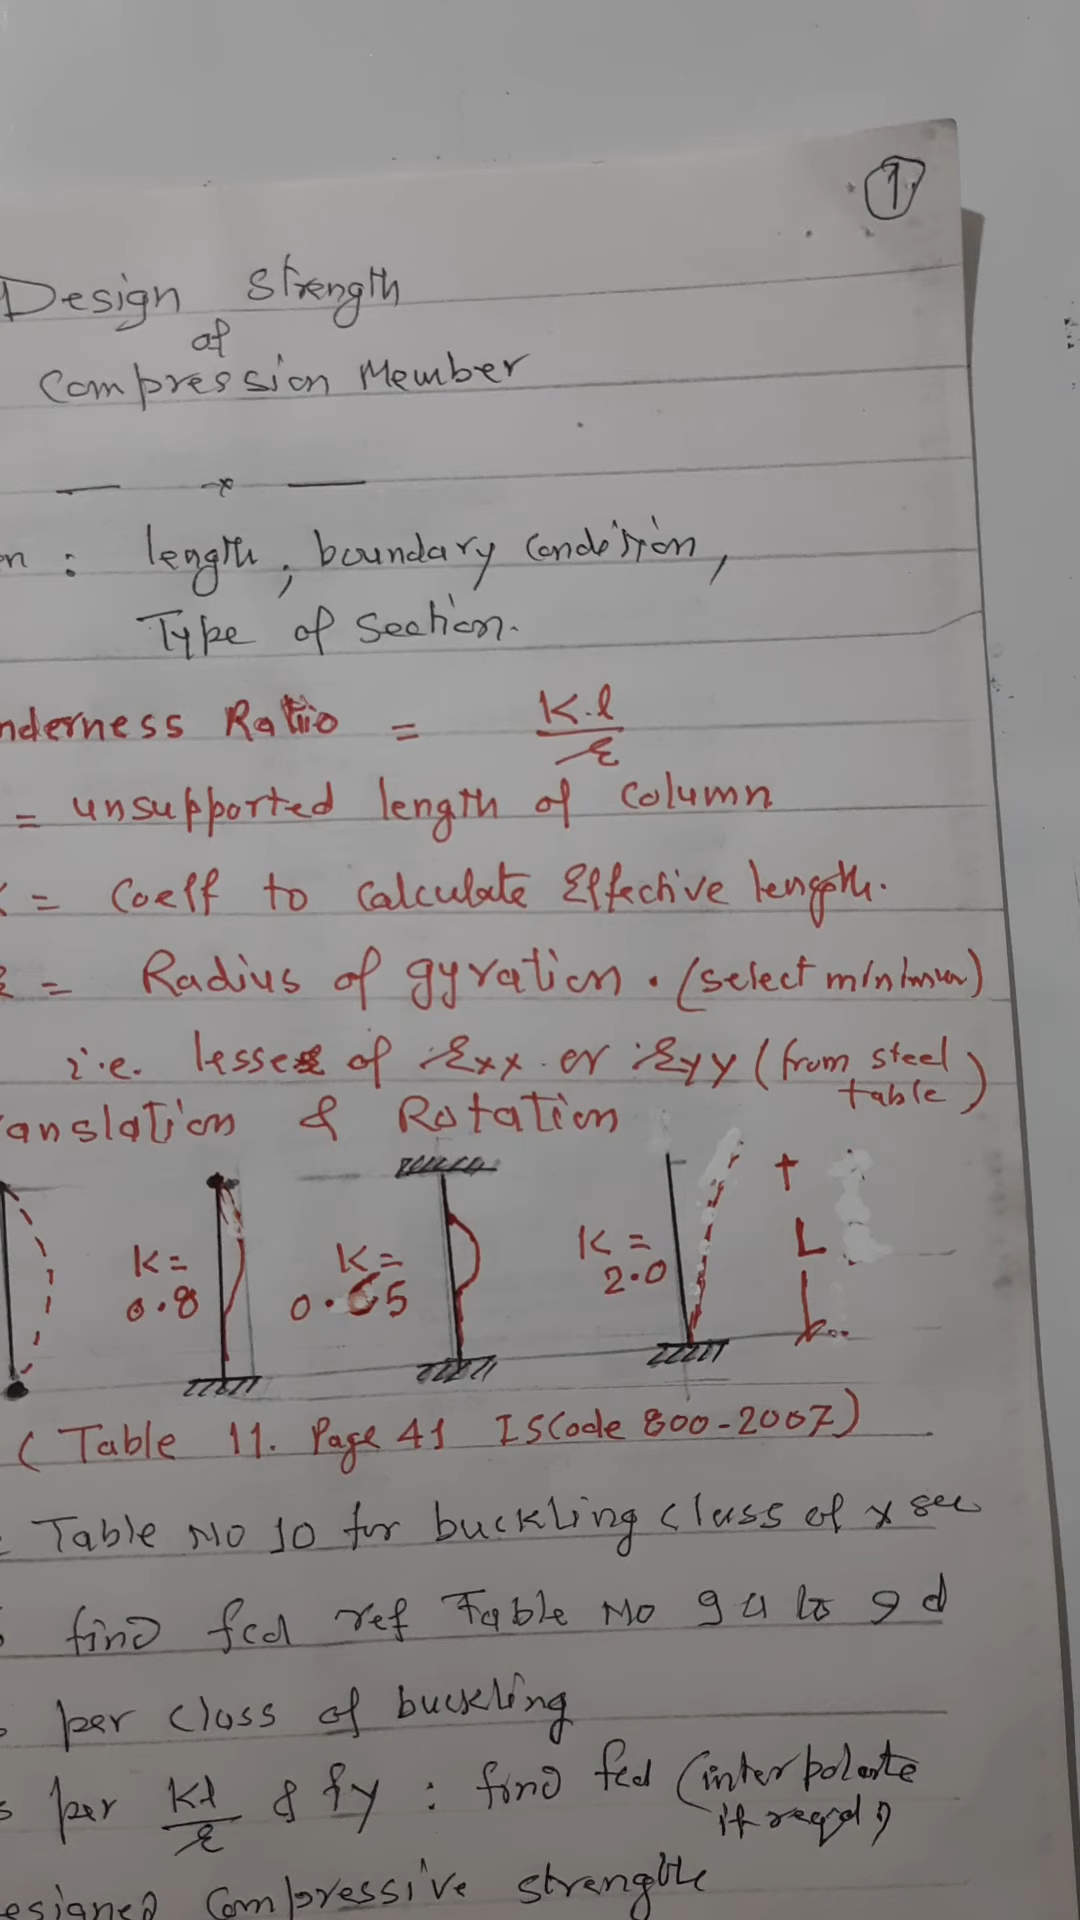 1
Design Strength
of
Compression Member
en : length, boundary condition,
Type of Section.
nderness Ratio = K.l / r
= unsupported length of column
K = Coeff to calculate Effective length.
r = Radius of gyration. (select minimum)
i.e. lesser of rxx or ryy (from steel table)
anslation & Rotation
K = 0.8
K = 0.65
K = 2.0
L
(Table 11. Page 41 IS Code 800-2007)
Table No 10 for buckling class of x sec
find fcd ref Table No 9a to 9d
per class of buckling
s per Kl / r & fy : find fcd (interpolate if reqd)
esigned Compressive strength